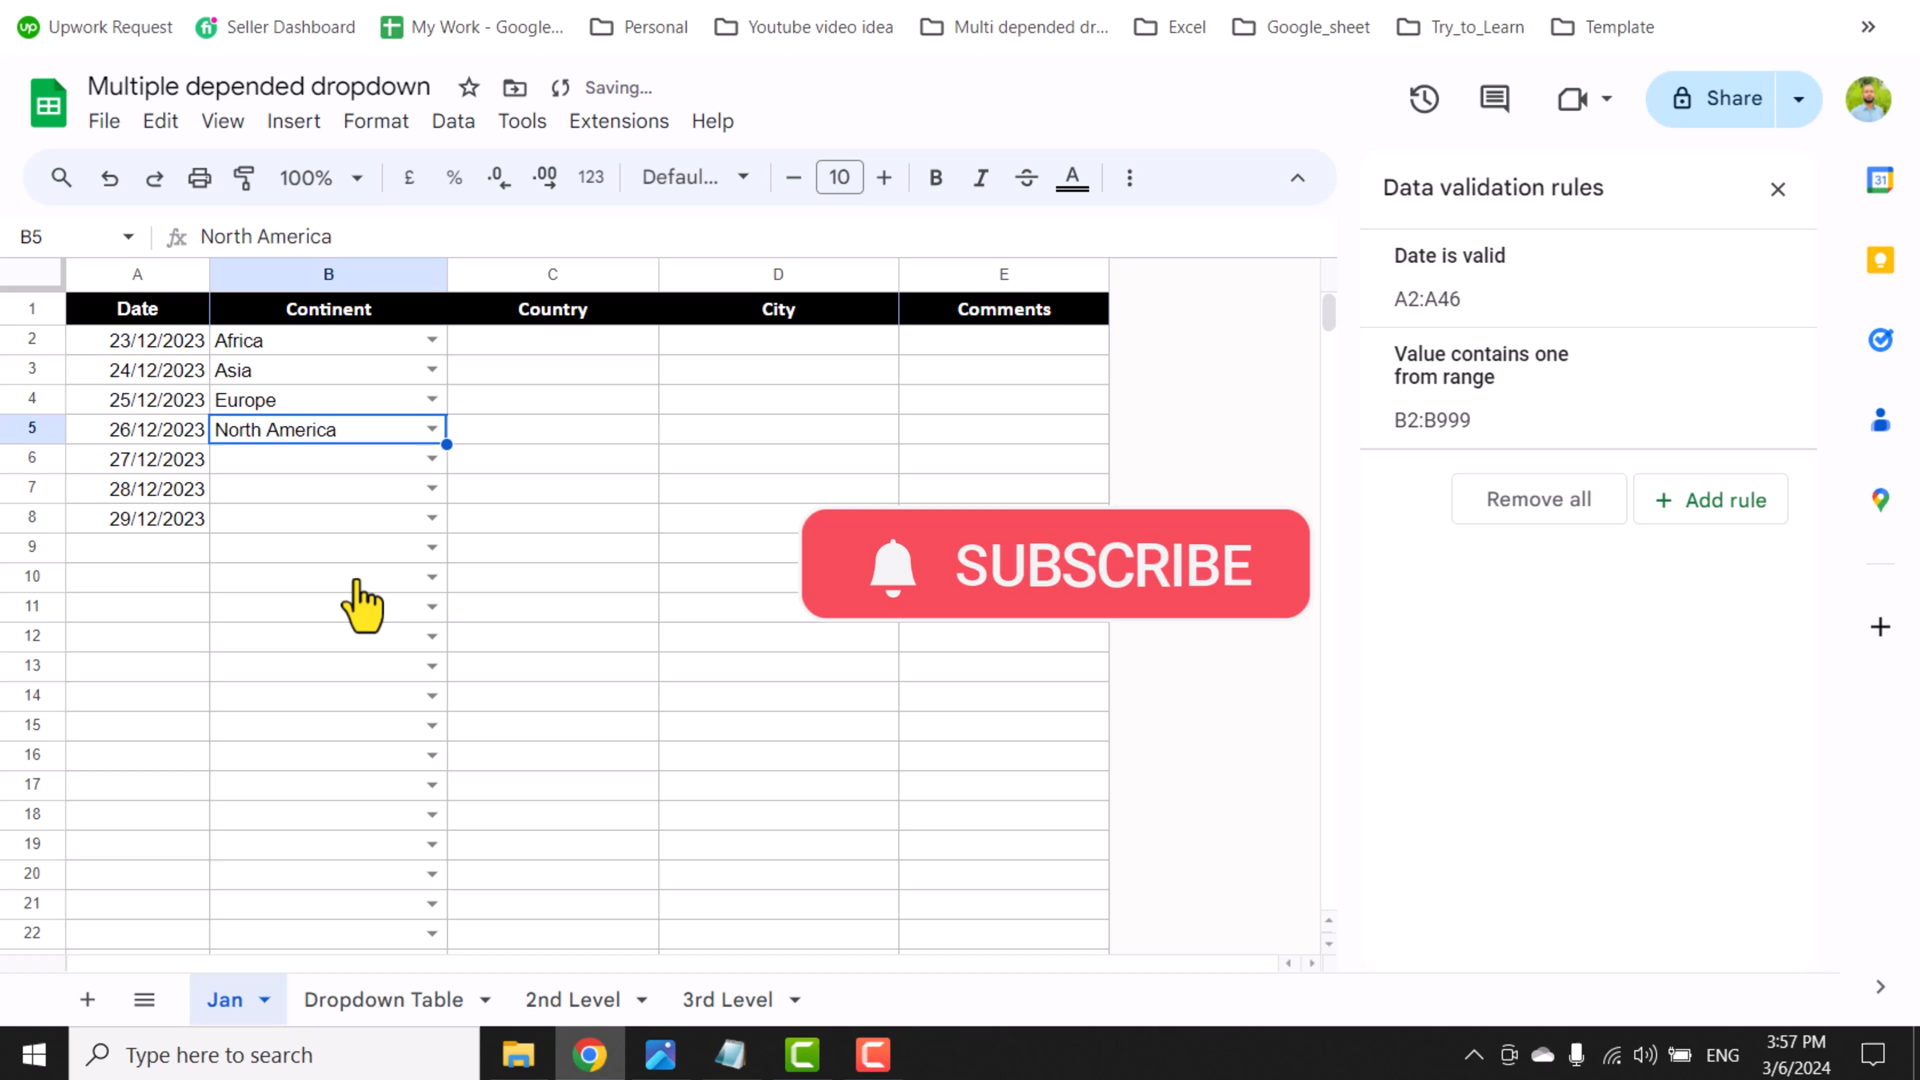 Upwork Request
Seller Dashboard
My Work - Google...
Personal
Youtube video idea
Multi depended dr...
Excel
Google_sheet
Try_to_Learn
Template
Multiple depended dropdown
Saving...
File Edit View Insert Format Data Tools Extensions Help
Share
100%
£ % .0 .00 123
Defaul...
10
B I A
Data validation rules
B5
North America
A B C D E
1 Date Continent Country City Comments
2 23/12/2023 Africa
3 24/12/2023 Asia
4 25/12/2023 Europe
5 26/12/2023 North America
6 27/12/2023
7 28/12/2023
8 29/12/2023
9
10
11
12
13
14
15
16
17
18
19
20
21
22
Date is valid
A2:A46
Value contains one
from range
B2:B999
Remove all
Add rule
31
SUBSCRIBE
Jan
Dropdown Table
2nd Level
3rd Level
Type here to search
ENG
3:57 PM
3/6/2024